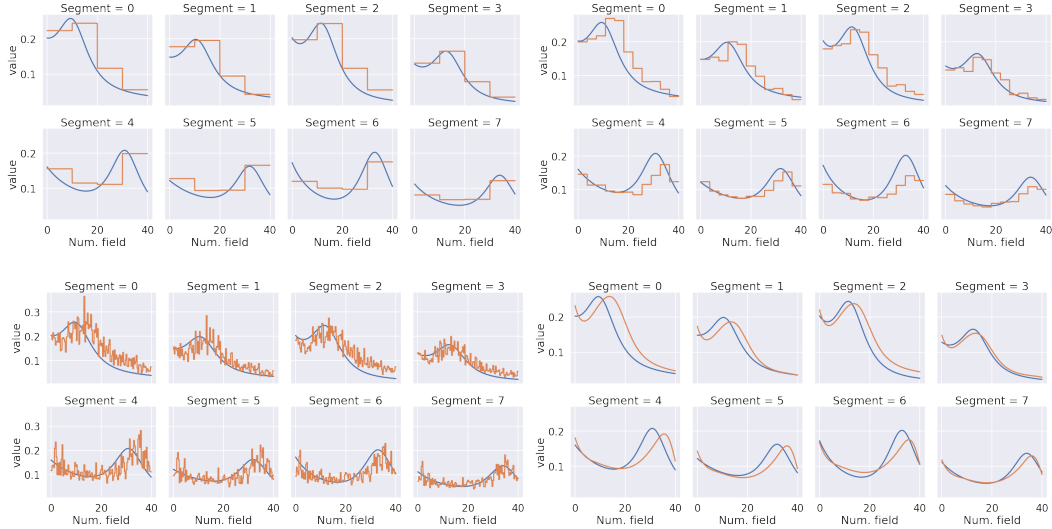 Segment = 0 Segment = 1 Segment = 2 Segment = 3
value
0.2
0.1
Segment = 4 Segment = 5 Segment = 6 Segment = 7
value
0.2
0.1
0 20 40 0 20 40 0 20 40 0 20 40
Num. field Num. field Num. field Num. field
Segment = 0 Segment = 1 Segment = 2 Segment = 3
value
0.2
0.1
Segment = 4 Segment = 5 Segment = 6 Segment = 7
value
0.2
0.1
0 20 40 0 20 40 0 20 40 0 20 40
Num. field Num. field Num. field Num. field
Segment = 0 Segment = 1 Segment = 2 Segment = 3
value
0.3
0.2
0.1
Segment = 4 Segment = 5 Segment = 6 Segment = 7
value
0.3
0.2
0.1
0 20 40 0 20 40 0 20 40 0 20 40
Num. field Num. field Num. field Num. field
Segment = 0 Segment = 1 Segment = 2 Segment = 3
value
0.2
0.1
Segment = 4 Segment = 5 Segment = 6 Segment = 7
value
0.2
0.1
0 20 40 0 20 40 0 20 40 0 20 40
Num. field Num. field Num. field Num. field